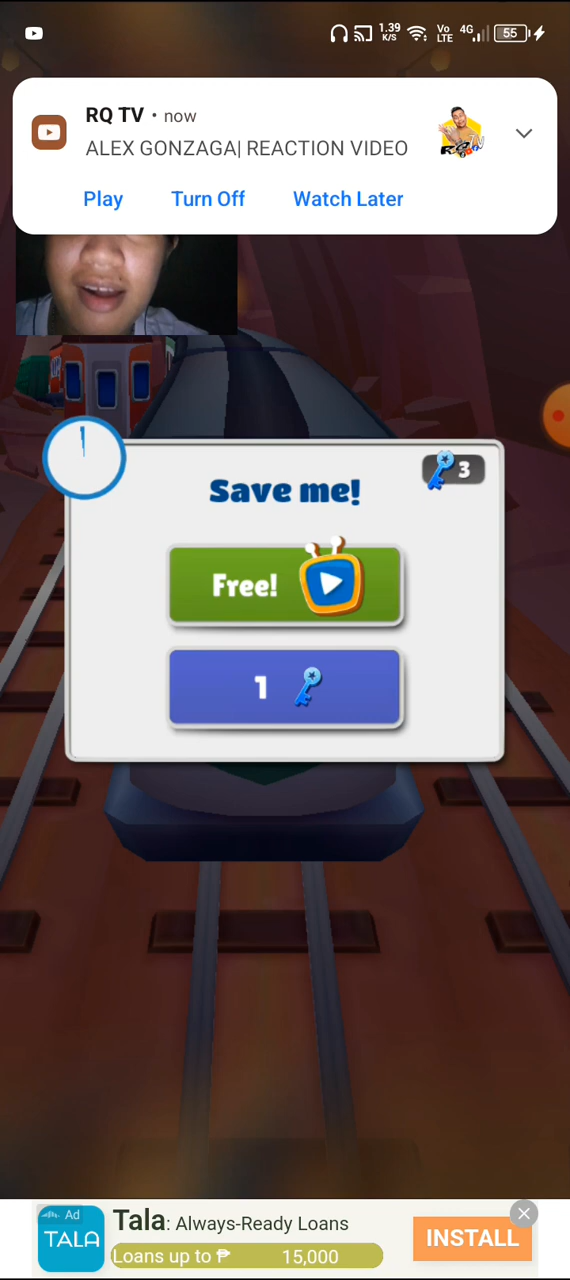 1.39
K/S
Vo
LTE
4G
55
RQ TV • now
ALEX GONZAGA| REACTION VIDEO
Play Turn Off Watch Later
3
Save me!
Free!
1
Ad
TALA
Tala: Always-Ready Loans
Loans up to ₱ 15,000
INSTALL